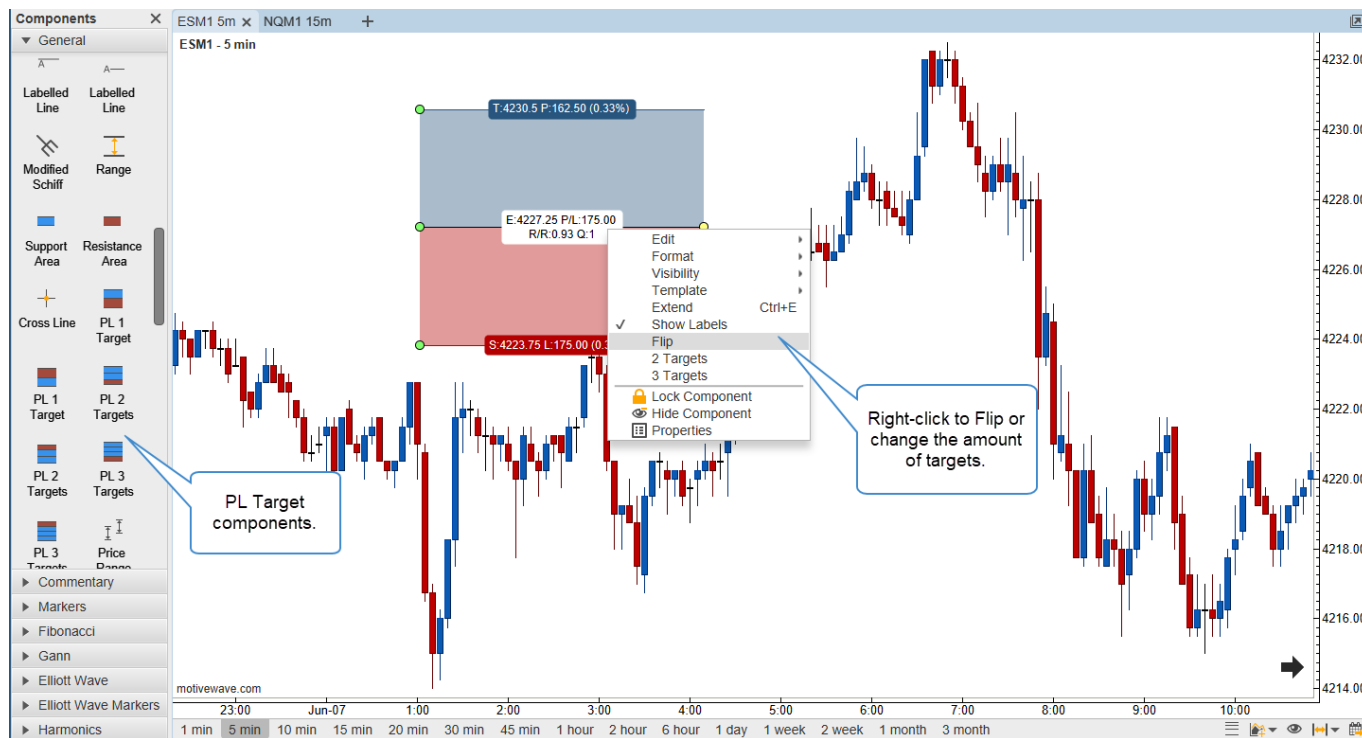 Components
General
Labelled
Line
Labelled
Line
Modified
Schiff
Range
Support
Area
Resistance
Area
Cross Line
PL 1
Target
PL 1
Target
PL 2
Targets
PL 2
Targets
PL 3
Targets
PL 3
Targets
Price
Range
Commentary
Markers
Fibonacci
Gann
Elliott Wave
Elliott Wave Markers
Harmonics
ESM1 5m
NQM1 15m
ESM1 - 5 min
T:4230.5 P:162.50 (0.33%)
E:4227.25 P/L:175.00
R/R:0.93 Q:1
S:4223.75 L:175.00 (0.3
Edit
Format
Visibility
Template
Extend Ctrl+E
Show Labels
Flip
2 Targets
3 Targets
Lock Component
Hide Component
Properties
Right-click to Flip or
change the amount
of targets.
PL Target
components.
4232.00
4230.00
4228.00
4226.00
4224.00
4222.00
4220.00
4218.00
4216.00
4214.00
motivewave.com
23:00 Jun-07 1:00 2:00 3:00 4:00 5:00 6:00 7:00 8:00 9:00 10:00
1 min 5 min 10 min 15 min 20 min 30 min 45 min 1 hour 2 hour 6 hour 1 day 1 week 2 week 1 month 3 month